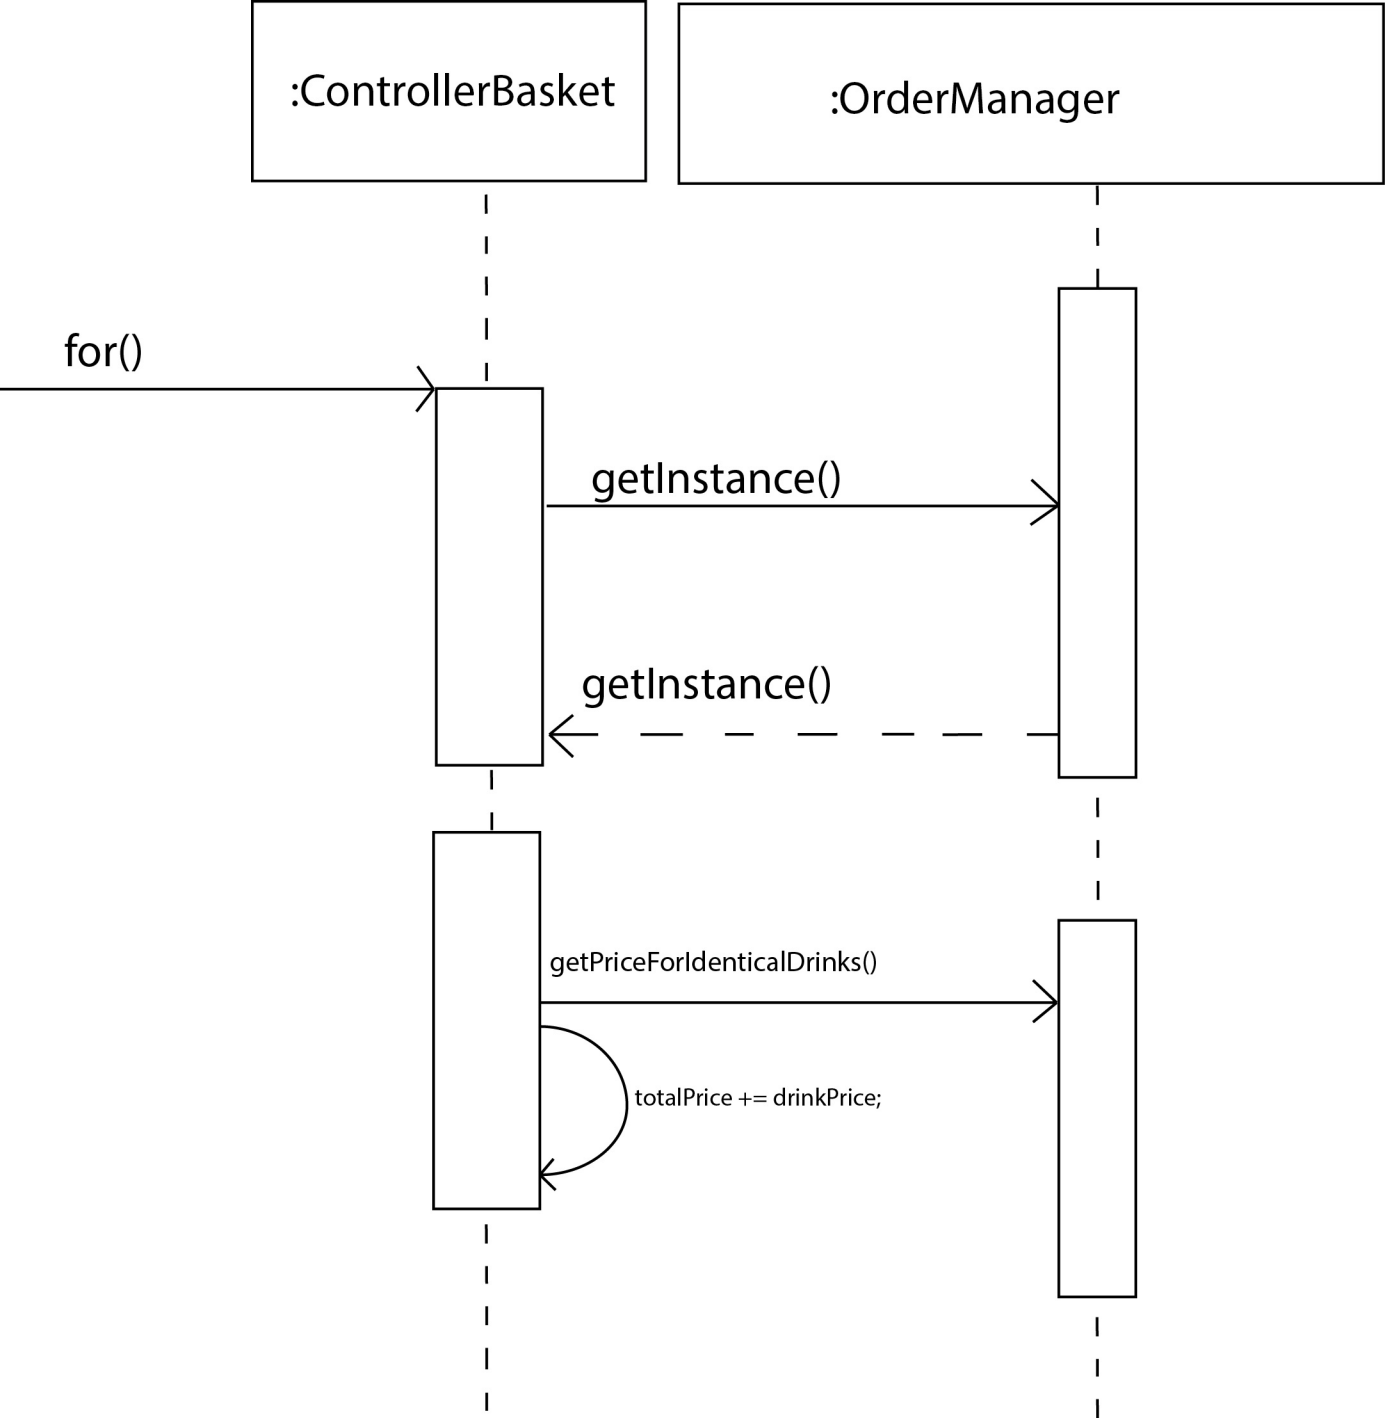 :ControllerBasket
:OrderManager
for()
getInstance()
getInstance()
getPriceForIdenticalDrinks()
totalPrice += drinkPrice;